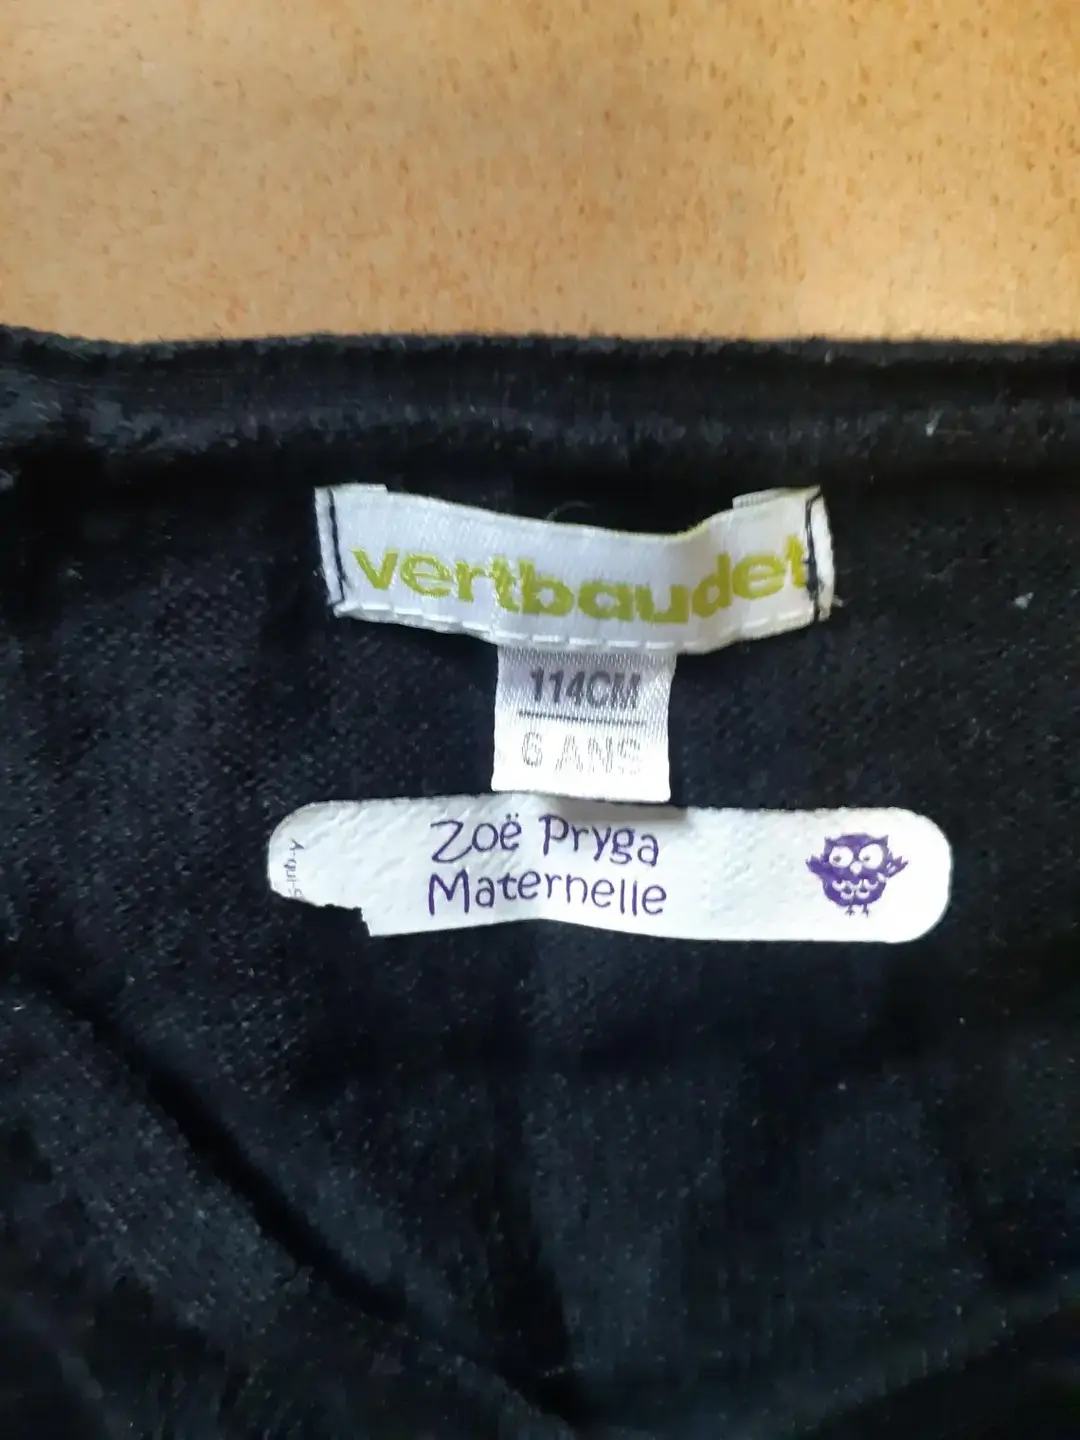 vertbaudet
114CM
6 ANS
Zoë Pryga
Maternelle